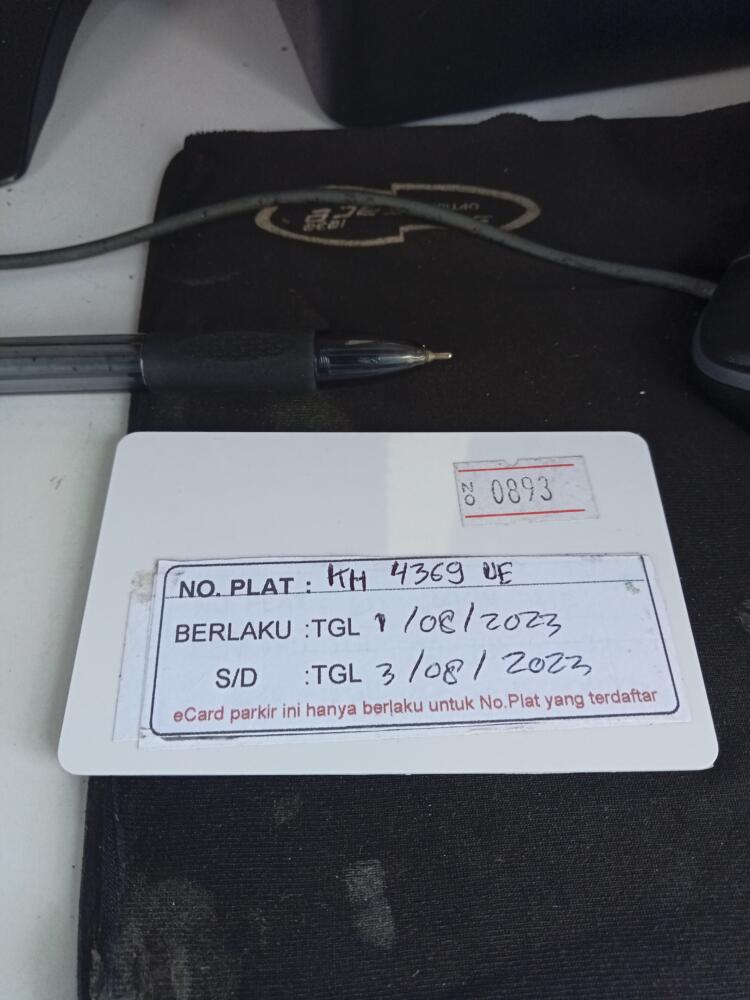 NO 0893
NO. PLAT : KH 4369 UE
BERLAKU :TGL 1/08/2023
S/D :TGL 3/08/2023
eCard parkir ini hanya berlaku untuk No.Plat yang terdaftar